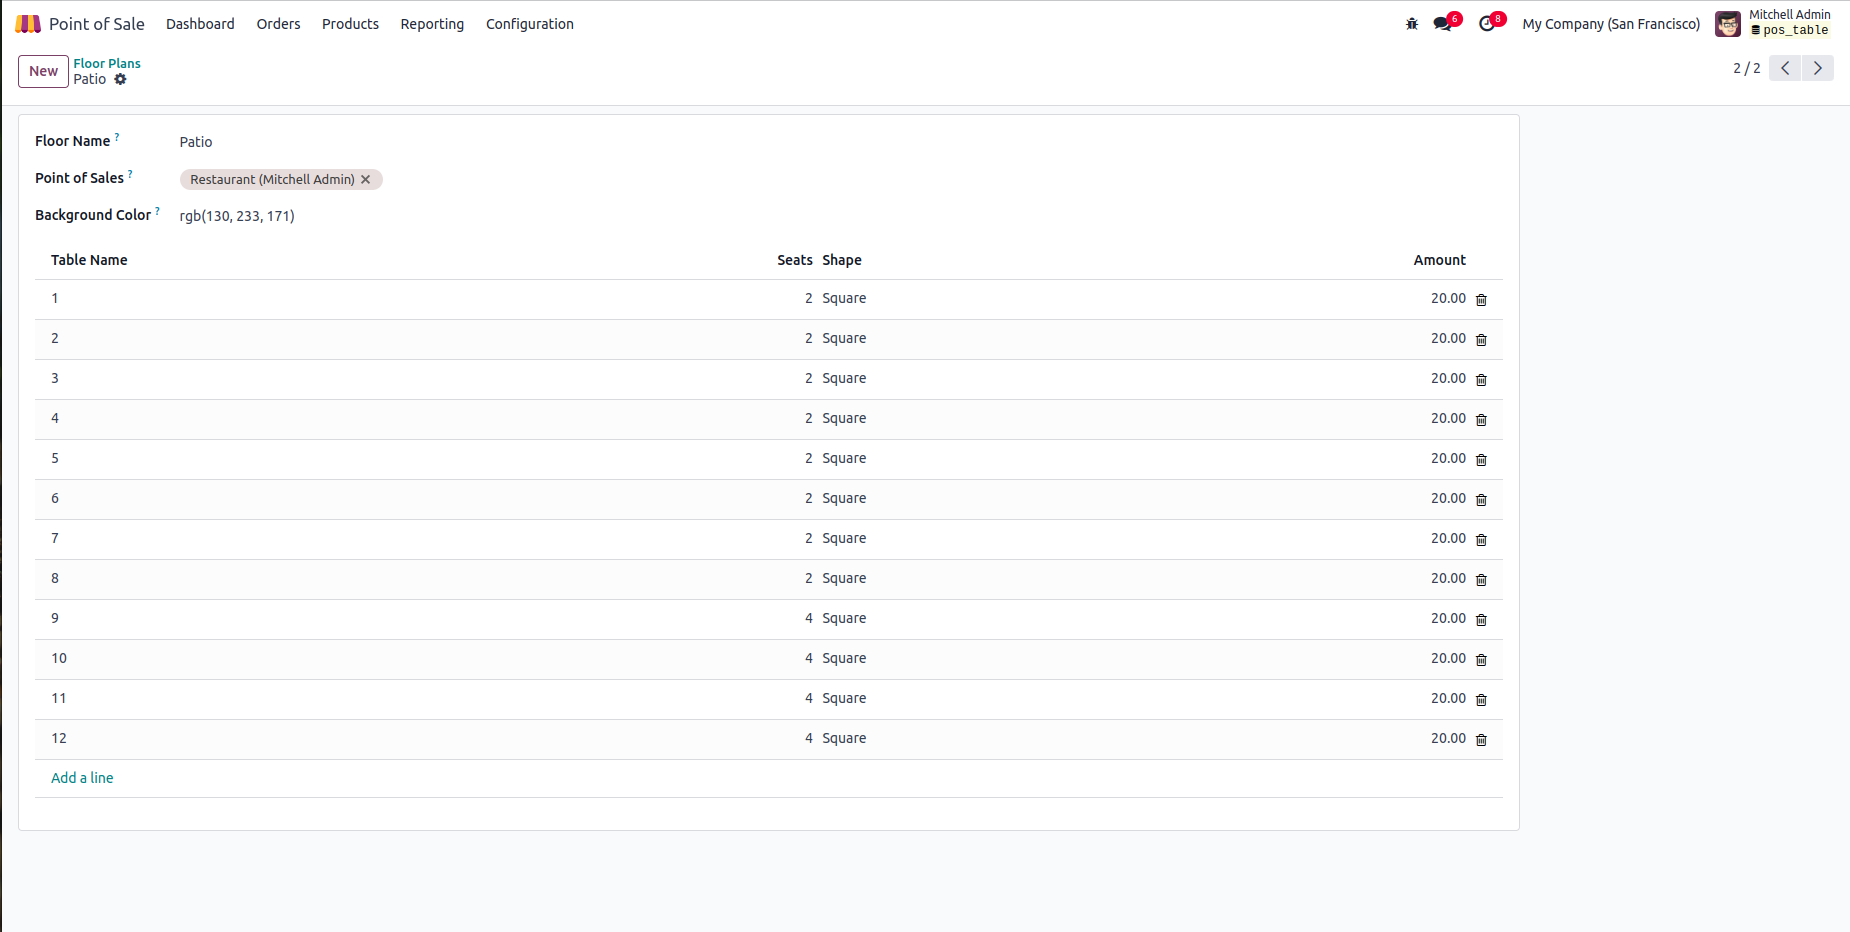 Point of Sale Dashboard Orders Products Reporting Configuration 6 8 My Company (San Francisco) Mitchell Admin
pos_table
New Floor Plans
Patio
2 / 2
Floor Name ? Patio
Point of Sales ? Restaurant (Mitchell Admin) ✕
Background Color ? rgb(130, 233, 171)
Table Name Seats Shape Amount
1 2 Square 20.00
2 2 Square 20.00
3 2 Square 20.00
4 2 Square 20.00
5 2 Square 20.00
6 2 Square 20.00
7 2 Square 20.00
8 2 Square 20.00
9 4 Square 20.00
10 4 Square 20.00
11 4 Square 20.00
12 4 Square 20.00
Add a line